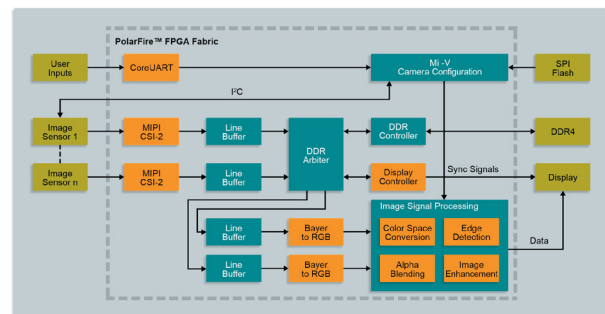 PolarFire™ FPGA Fabric
User
Inputs
CoreUART
Mi -V
Camera Configuration
SPI
Flash
I²C
Image
Sensor 1
MIPI
CSI-2
Line
Buffer
DDR
Arbiter
DDR
Controller
DDR4
Image
Sensor n
MIPI
CSI-2
Line
Buffer
Display
Controller
Sync Signals
Display
Image Signal Processing
Line
Buffer
Bayer
to RGB
Color Space
Conversion
Edge
Detection
Data
Line
Buffer
Bayer
to RGB
Alpha
Blending
Image
Enhancement